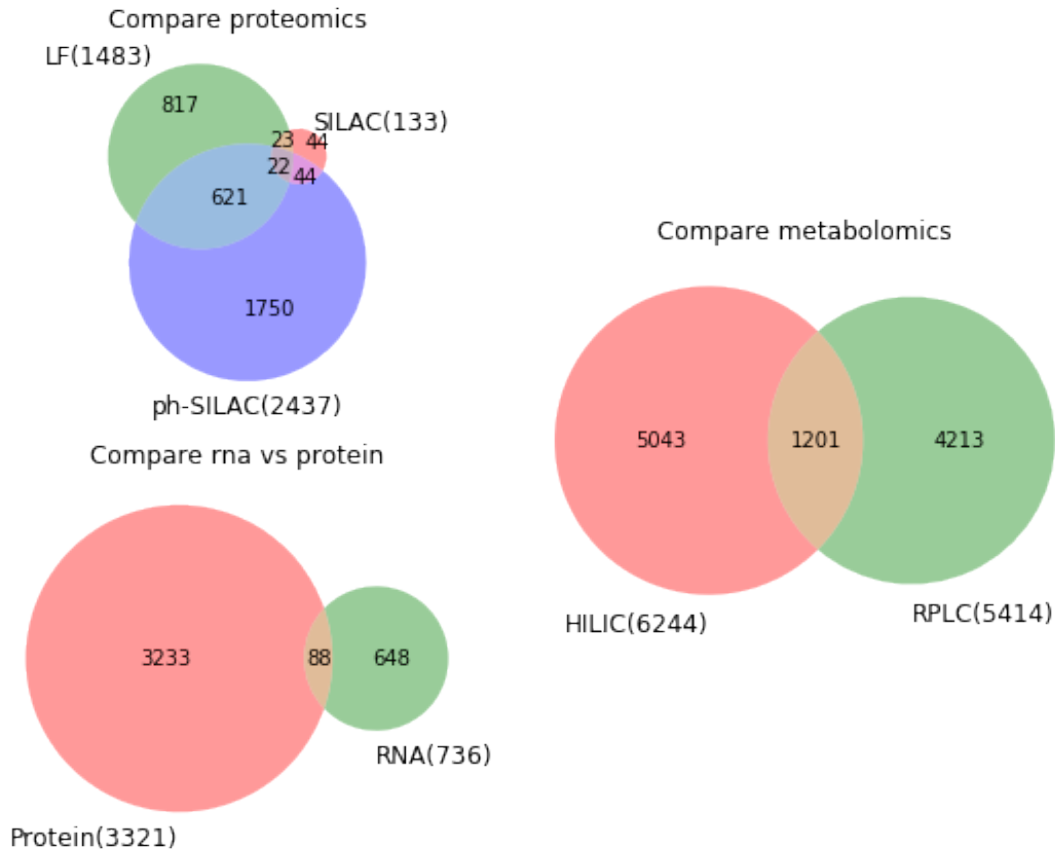 Compare proteomics
LF(1483)
817
SILAC(133)
23
44
22
44
621
1750
ph-SILAC(2437)
Compare rna vs protein
3233
88
648
RNA(736)
Protein(3321)
Compare metabolomics
5043
1201
4213
HILIC(6244)
RPLC(5414)